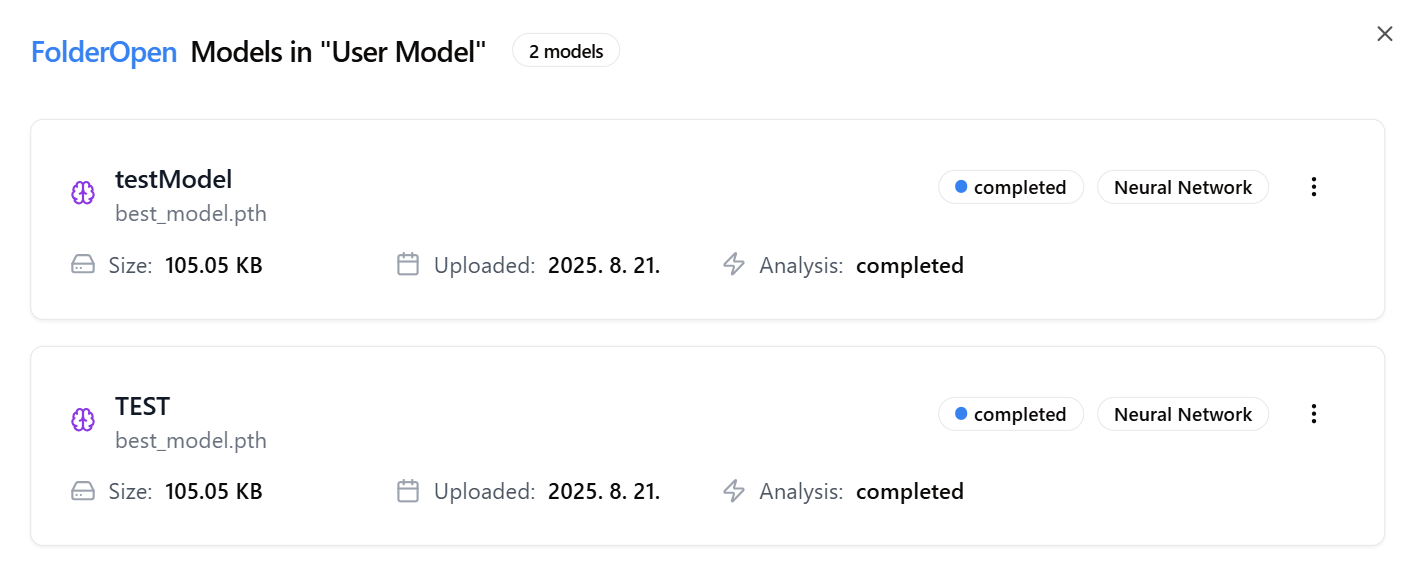 FolderOpen Models in "User Model" 2 models
testModel
best_model.pth
completed Neural Network
Size: 105.05 KB Uploaded: 2025. 8. 21. Analysis: completed
TEST
best_model.pth
completed Neural Network
Size: 105.05 KB Uploaded: 2025. 8. 21. Analysis: completed